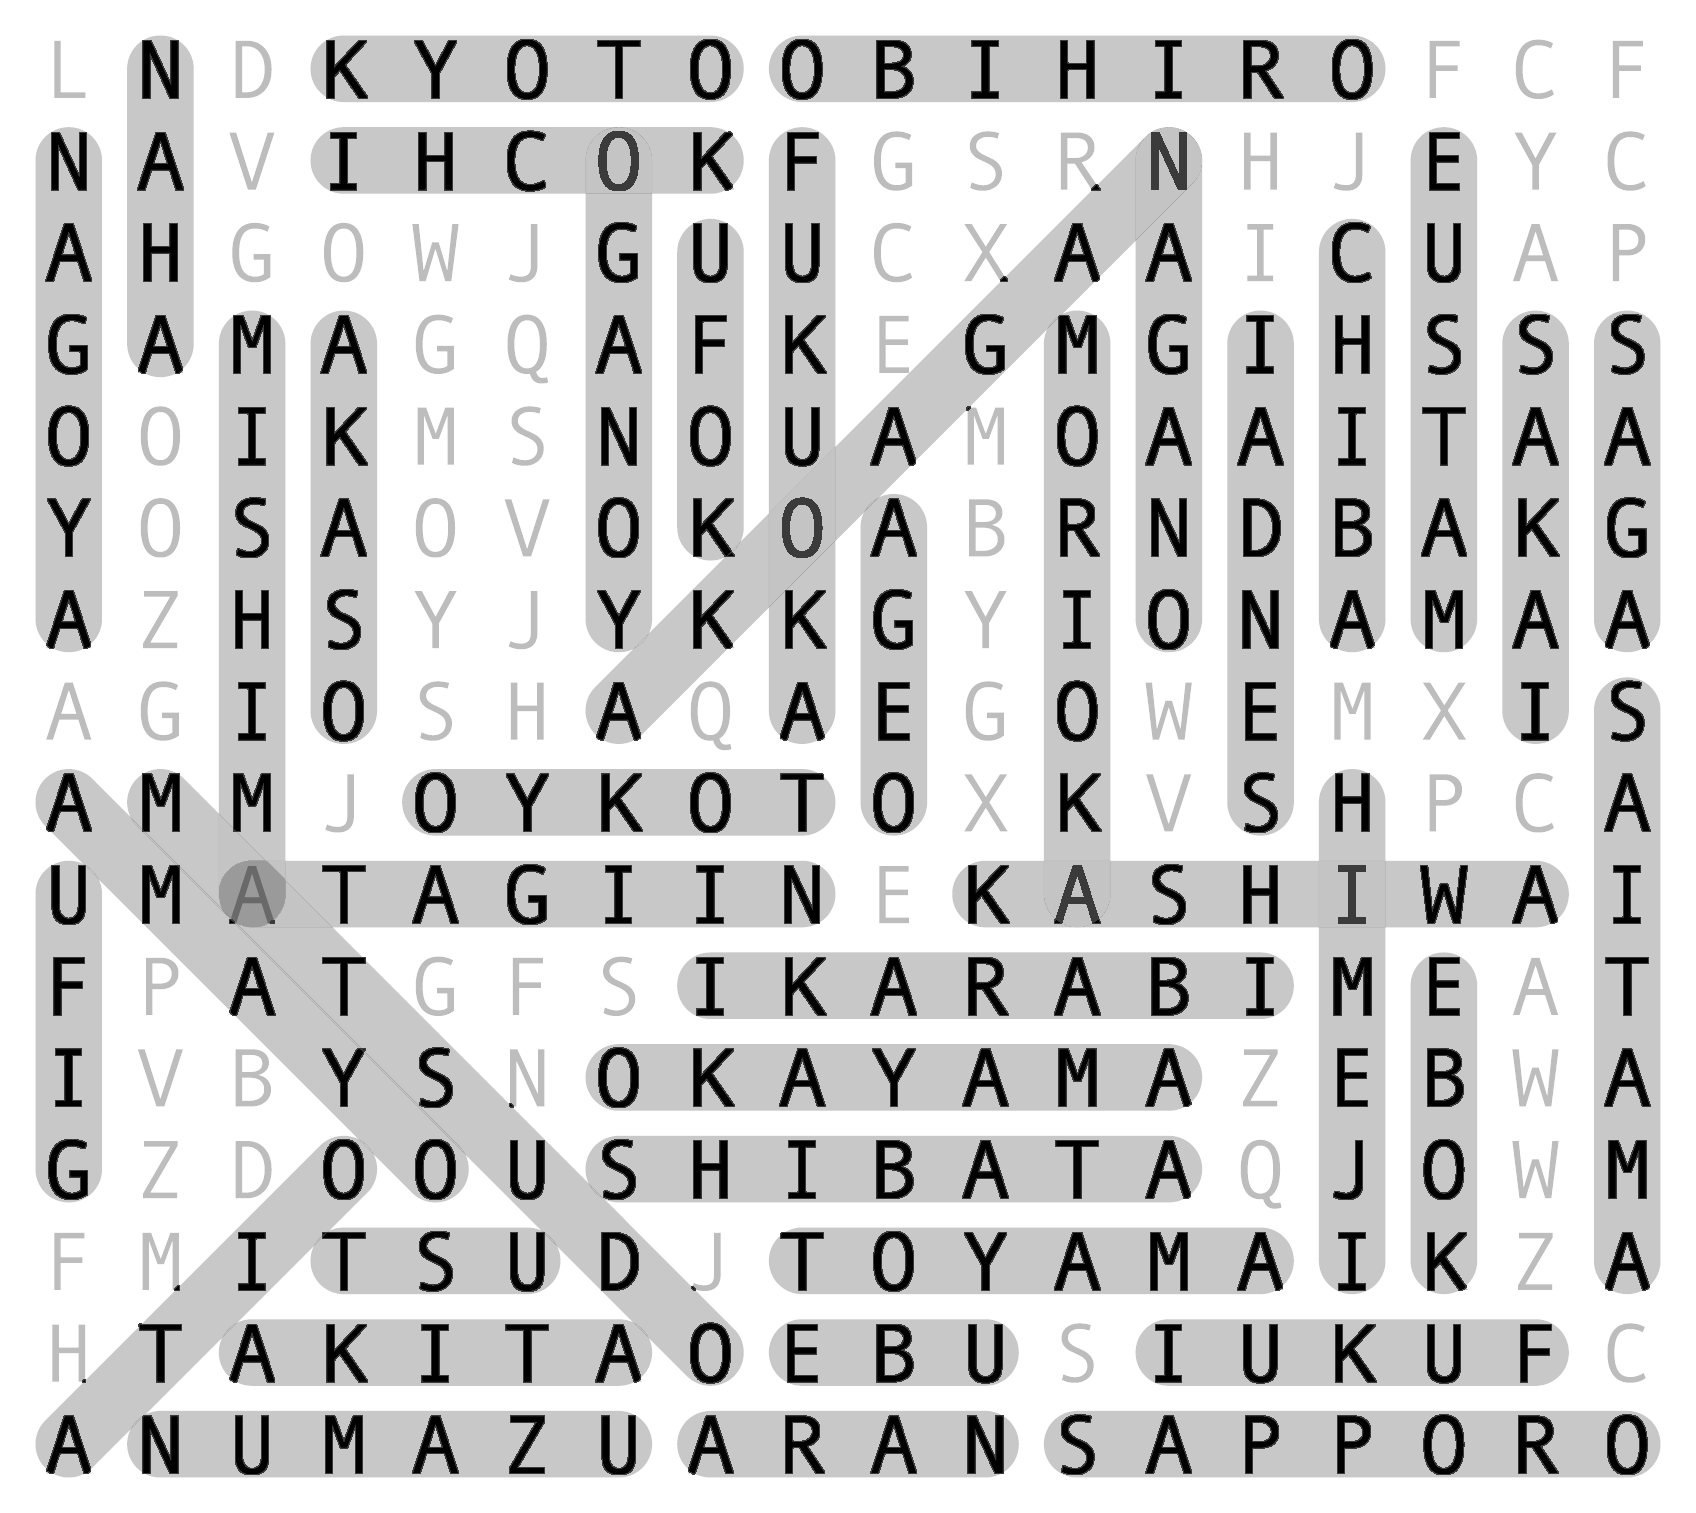 L N D K Y O T O O B I H I R O F C F
N A V I H C O K F G S R N H J E Y C
A H G O W J G U U C X A A I C U A P
G A M A G Q A F K E G M G I H S S S
O O I K M S N O U A M O A A I T A A
Y O S A O V O K O A B R N D B A K G
A Z H S Y J Y K K G Y I O N A M A A
A G I O S H A Q A E G O W E M X I S
A M M J O Y K O T O X K V S H P C A
U M A T A G I I N E K A S H I W A I
F P A T G F S I K A R A B I M E A T
I V B Y S N O K A Y A M A Z E B W A
G Z D O O U S H I B A T A Q J O W M
F M I T S U D J T O Y A M A I K Z A
H T A K I T A O E B U S I U K U F C
A N U M A Z U A R A N S A P P O R O